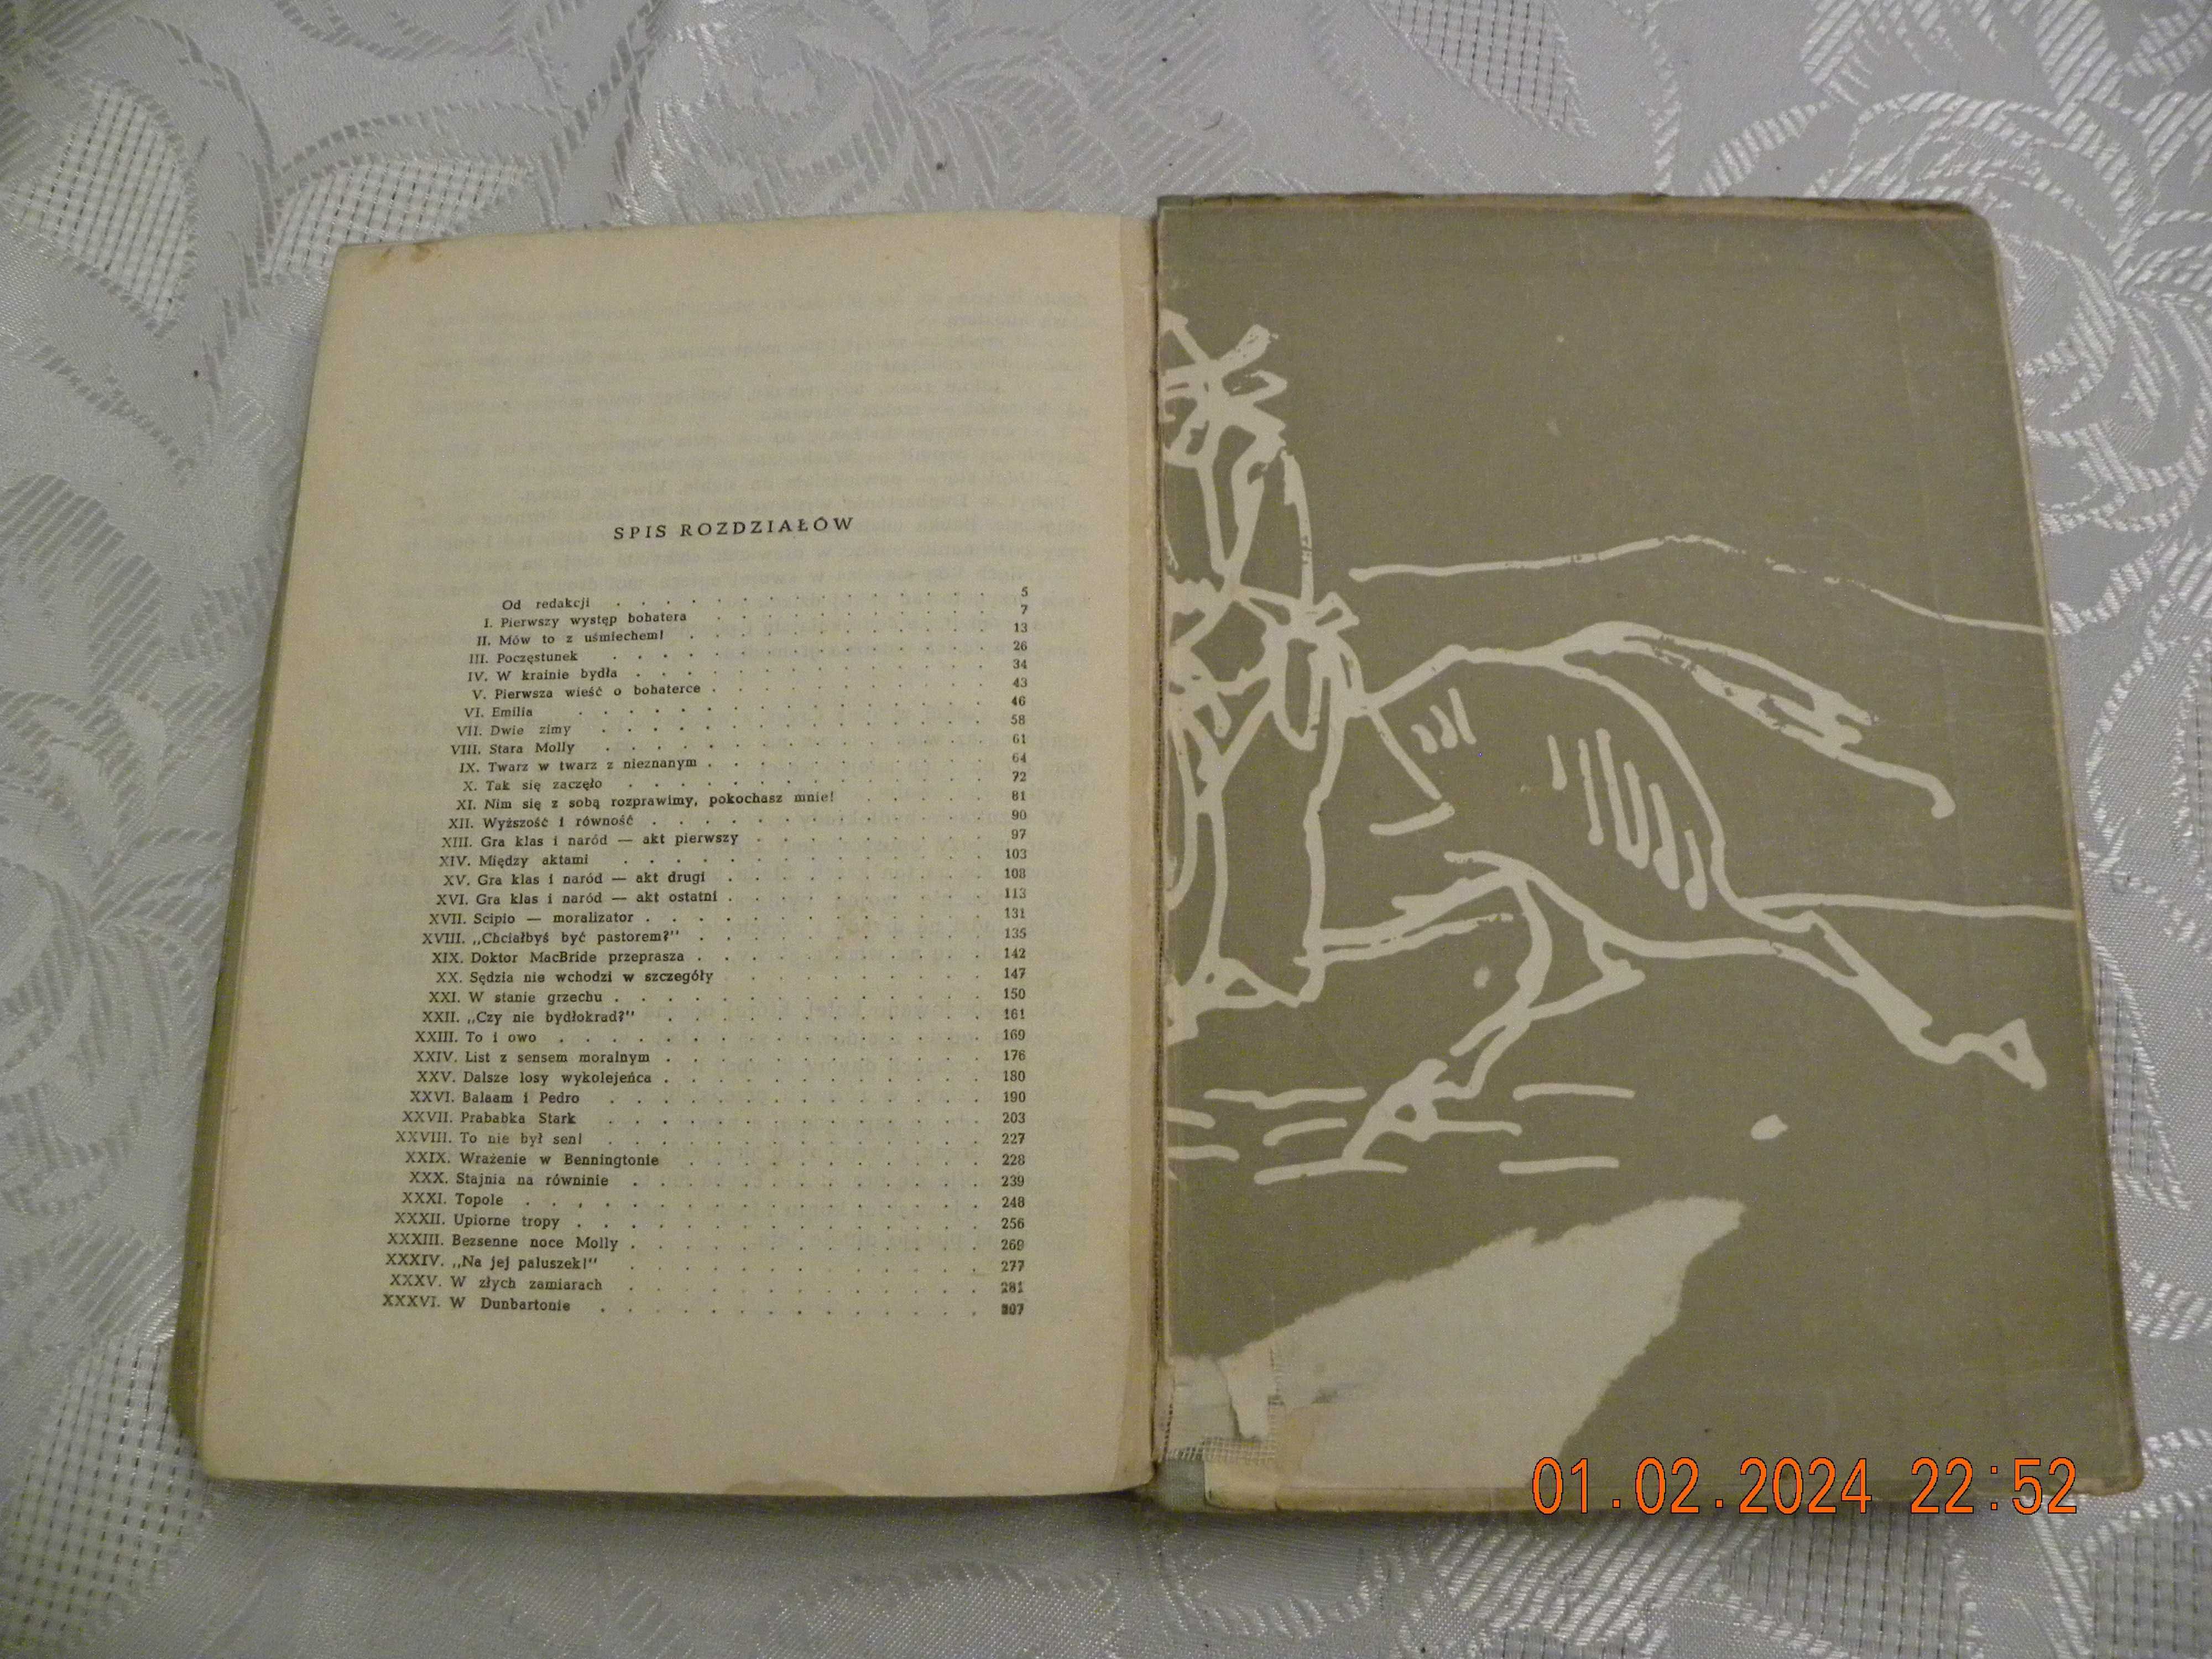 SPIS ROZDZIAŁÓW
Od redakcji . . . . . . . . . . . 5
I. Pierwszy występ bohatera . . . . . . . . 7
II. Mów to z uśmiechem! . . . . . . . . . 13
III. Poczęstunek . . . . . . . . . . . 26
IV. W krainie bydła . . . . . . . . . . 34
V. Pierwsza wieść o bohaterce . . . . . . . . 43
VI. Emilia . . . . . . . . . . . . 46
VII. Dwie zimy . . . . . . . . . . . 58
VIII. Stara Molly . . . . . . . . . . . 61
IX. Twarz w twarz z nieznanym . . . . . . . . 64
X. Tak się zaczęło . . . . . . . . . . 72
XI. Nim się z sobą rozprawimy, pokochasz mnie! . . . . . 81
XII. Wyższość i równość . . . . . . . . . . 90
XIII. Gra klas i naród — akt pierwszy . . . . . . . 97
XIV. Między aktami . . . . . . . . . . . 103
XV. Gra klas i naród — akt drugi . . . . . . . . 108
XVI. Gra klas i naród — akt ostatni . . . . . . . . 113
XVII. Scipio — moralizator . . . . . . . . . . 131
XVIII. „Chciałbyś być pastorem?” . . . . . . . . 135
XIX. Doktor MacBride przeprasza . . . . . . . . . 142
XX. Sędzia nie wchodzi w szczegóły . . . . . . . 147
XXI. W stanie grzechu . . . . . . . . . . . 150
XXII. „Czy nie bydłokrad?” . . . . . . . . . 161
XXIII. To i owo . . . . . . . . . . . . 169
XXIV. List z sensem moralnym . . . . . . . . . 176
XXV. Dalsze losy wykolejeńca . . . . . . . . . 180
XXVI. Balaam i Pedro . . . . . . . . . . . 190
XXVII. Prababka Stark . . . . . . . . . . . 203
XXVIII. To nie był sen! . . . . . . . . . . . 227
XXIX. Wrażenie w Benningtonie . . . . . . . . 228
XXX. Stajnia na równinie . . . . . . . . . . 239
XXXI. Topole . . . . . . . . . . . . . 248
XXXII. Upiorne tropy . . . . . . . . . . . . 256
XXXIII. Bezsenne noce Molly . . . . . . . . . . 269
XXXIV. „Na jej paluszek!” . . . . . . . . . . 277
XXXV. W złych zamiarach . . . . . . . . . . 281
XXXVI. W Dunbartonie . . . . . . . . . . . 307
01.02.2024 22:52